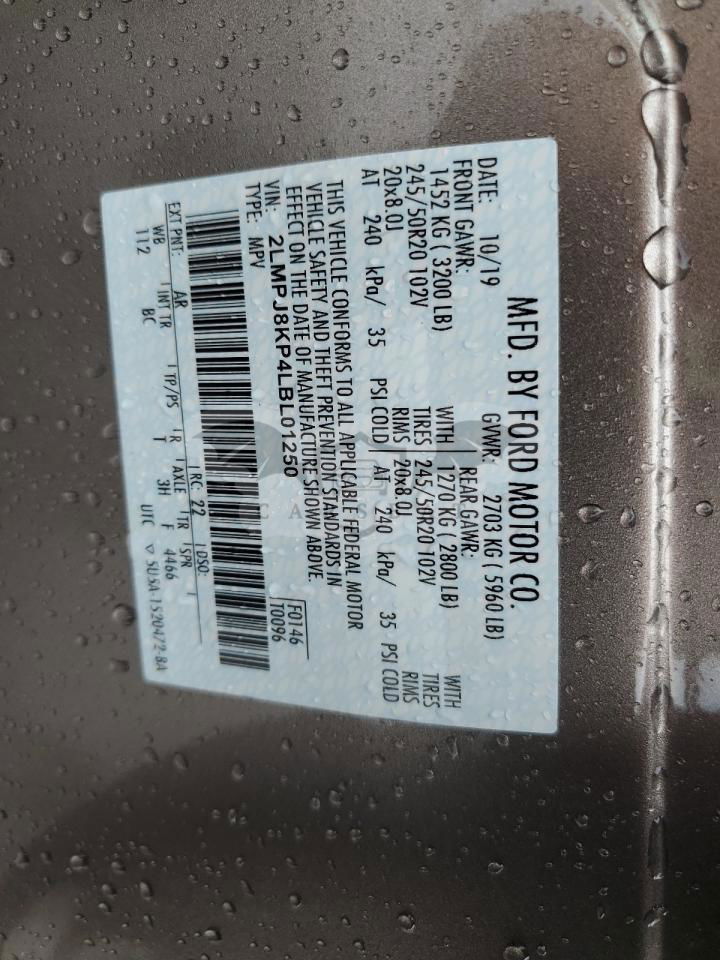 MFD. BY FORD MOTOR CO.
DATE: 10/19 GVWR: 2703 KG ( 5960 LB)
FRONT GAWR: REAR GAWR:
1452 KG ( 3200 LB) WITH 1270 KG ( 2800 LB) WITH
245/50R20 102V TIRES 245/50R20 102V TIRES
20x8.0J RIMS 20x8.0J RIMS
AT 240 kPa/ 35 PSI COLD AT 240 kPa/ 35 PSI COLD
THIS VEHICLE CONFORMS TO ALL APPLICABLE FEDERAL MOTOR
VEHICLE SAFETY AND THEFT PREVENTION STANDARDS IN
EFFECT ON THE DATE OF MANUFACTURE SHOWN ABOVE.
VIN: 2LMPJ8KP4LBL01250 F0146
TYPE: MPV T0096
EXT PNT: AR RC: 22 DSO:
WB INT TR TP/PS R AXLE TR SPR
112 BC T 3H F 4466
UTC ▽ 5U5A-1520472-BA